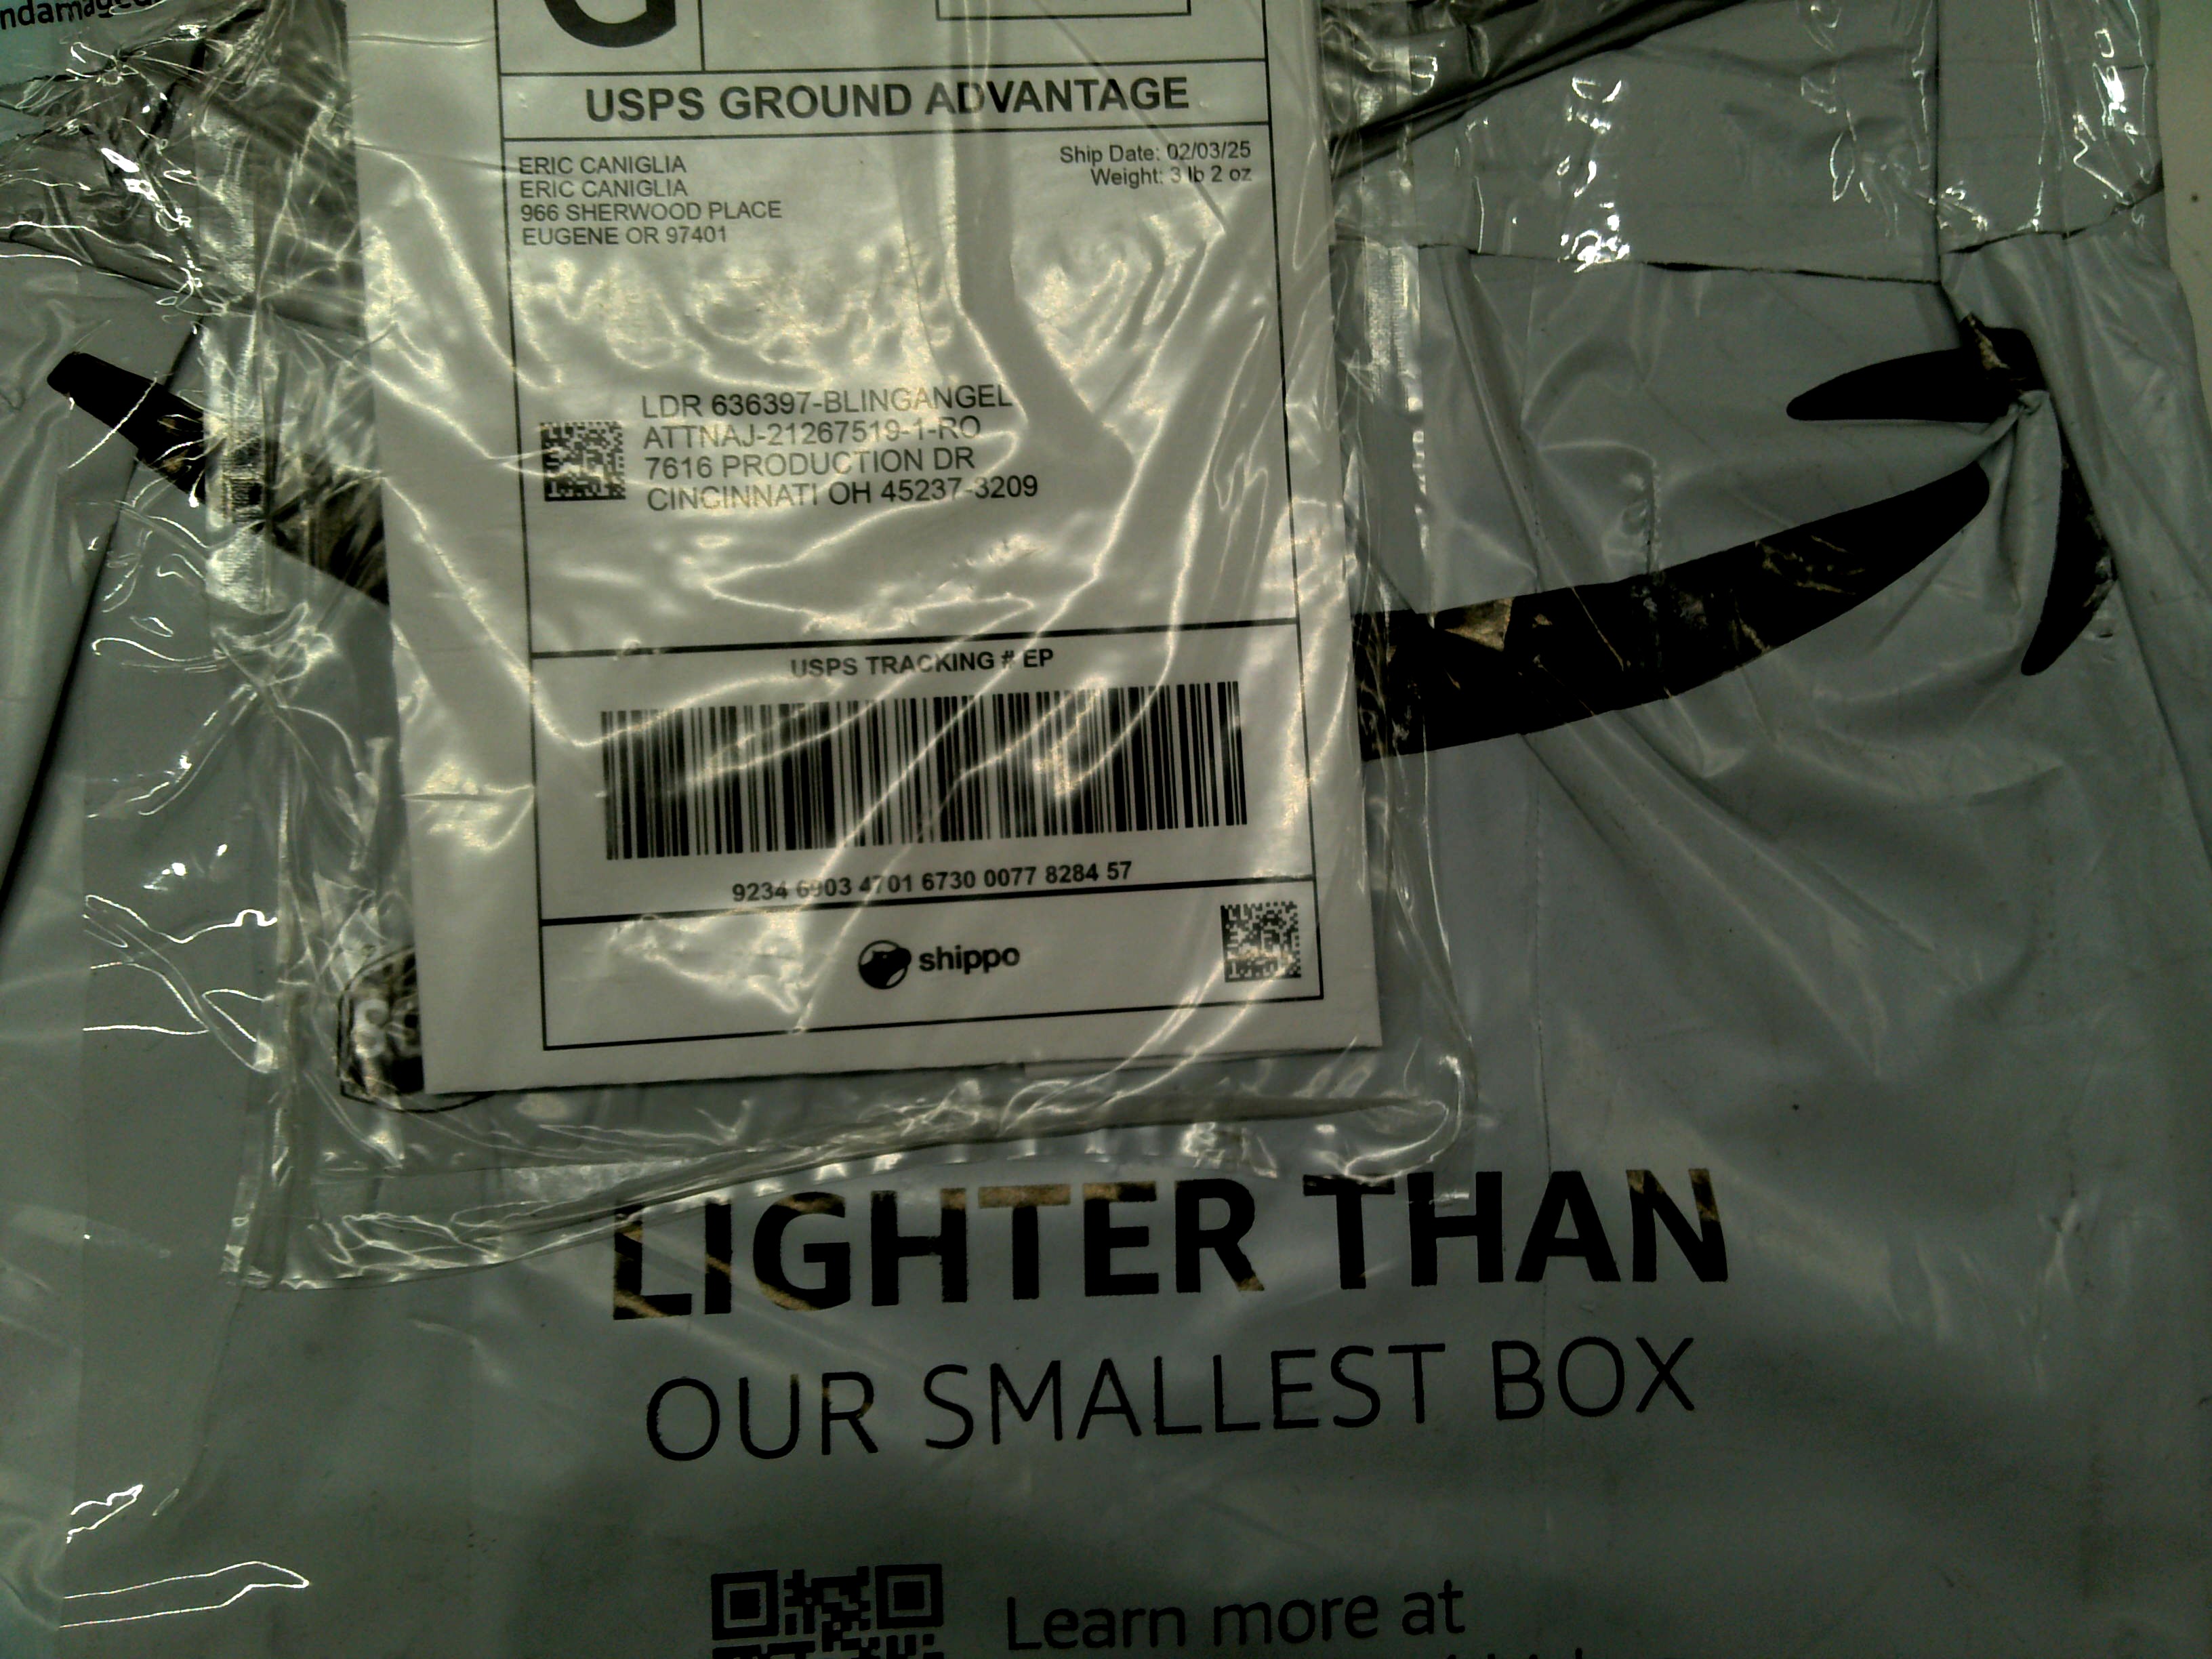 ndamaged
G
USPS GROUND ADVANTAGE
ERIC CANIGLIA
ERIC CANIGLIA
966 SHERWOOD PLACE
EUGENE OR 97401
Ship Date: 02/03/25
Weight: 3 lb 2 oz
LDR 636397-BLINGANGEL
ATTNAJ-21267519-1-RO
7616 PRODUCTION DR
CINCINNATI OH 45237-3209
USPS TRACKING # EP
9234 6903 4701 6730 0077 8284 57
shippo
LIGHTER THAN
OUR SMALLEST BOX
Learn more at